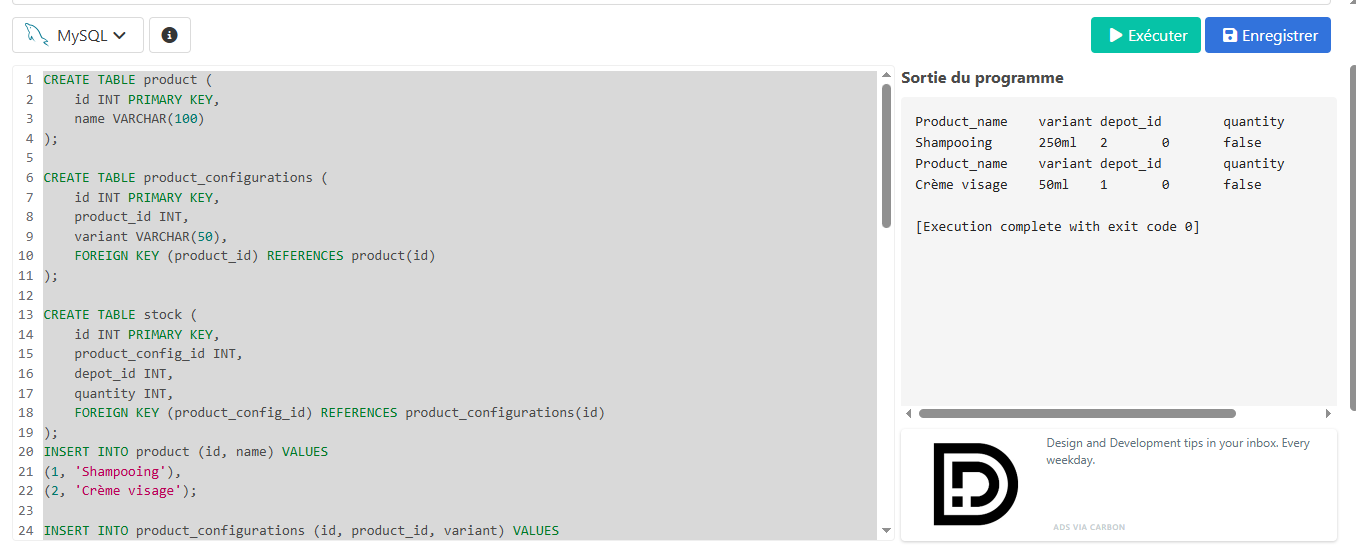 MySQL
Exécuter
Enregistrer
1 CREATE TABLE product (
2     id INT PRIMARY KEY,
3     name VARCHAR(100)
4 );
5
6 CREATE TABLE product_configurations (
7     id INT PRIMARY KEY,
8     product_id INT,
9     variant VARCHAR(50),
10     FOREIGN KEY (product_id) REFERENCES product(id)
11 );
12
13 CREATE TABLE stock (
14     id INT PRIMARY KEY,
15     product_config_id INT,
16     depot_id INT,
17     quantity INT,
18     FOREIGN KEY (product_config_id) REFERENCES product_configurations(id)
19 );
20 INSERT INTO product (id, name) VALUES
21 (1, 'Shampooing'),
22 (2, 'Crème visage');
23
24 INSERT INTO product_configurations (id, product_id, variant) VALUES
Sortie du programme
Product_name    variant depot_id        quantity
Shampooing      250ml   2       0       false
Product_name    variant depot_id        quantity
Crème visage    50ml    1       0       false
[Execution complete with exit code 0]
Design and Development tips in your inbox. Every
weekday.
ADS VIA CARBON